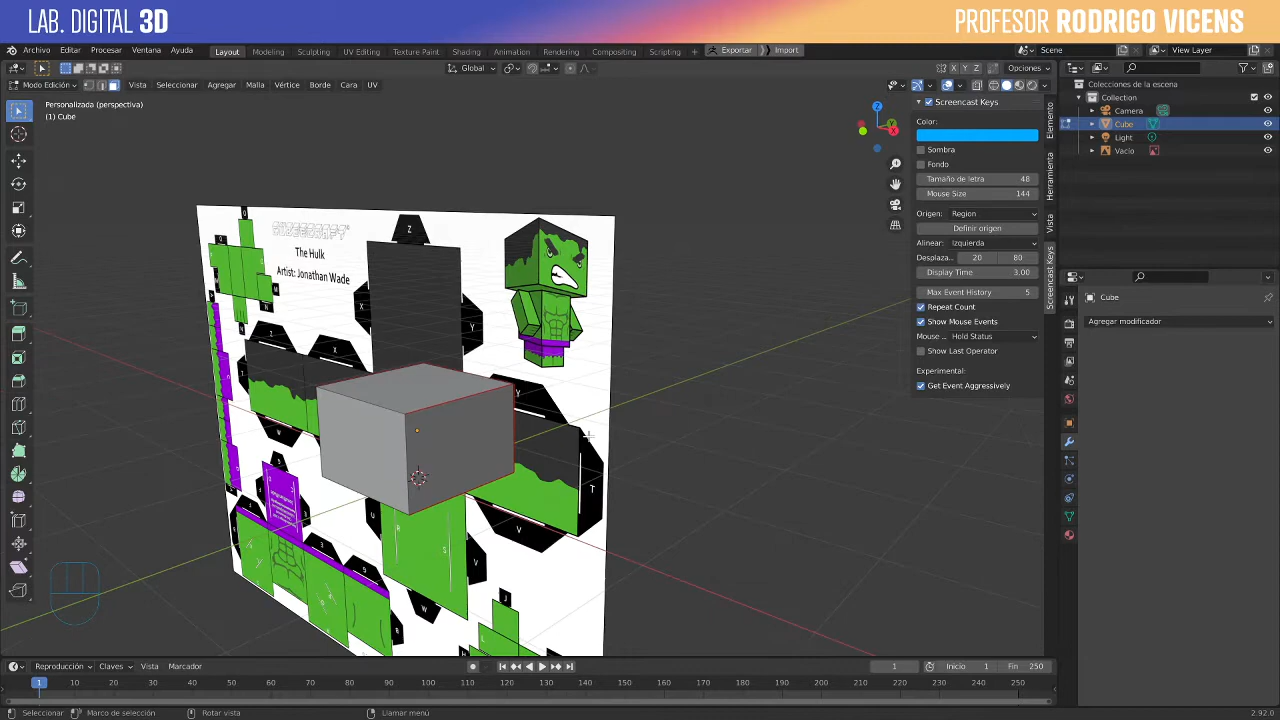 LAB. DIGITAL 3D
PROFESOR RODRIGO VICENS
Archivo Editar Procesar Ventana Ayuda
Layout Modeling Sculpting UV Editing Texture Paint Shading Animation Rendering Compositing Scripting +
Exportar Import
Scene View Layer
Global
X Y Z
Opciones
Modo Edición
Vista Seleccionar Agregar Malla Vértice Borde Cara UV
Personalizada (perspectiva)
(1) Cube
Z
Y
X
Screencast Keys
Color:
Sombra
Fondo
Tamaño de letra 48
Mouse Size 144
Origen: Region
Definir origen
Alinear: Izquierda
Desplaza... 20 80
Display Time 3.00
Max Event History 5
Repeat Count
Show Mouse Events
Mouse ... Hold Status
Show Last Operator
Experimental:
Get Event Aggressively
Elemento
Herramienta
Vista
Screencast Keys
Colecciones de la escena
Collection
Camera
Cube
Light
Vacío
Cube
Agregar modificador
The Hulk
Artist: Jonathan Wade
Z
X
Y
Z
X
Y
T
V
W
U
R
S
V
W
J
L
Reproducción Claves Vista Marcador
1
Inicio 1
Fin 250
1 10 20 30 40 50 60 70 80 90 100 110 120 130 140 150 160 170 180 190 200 210 220 230 240 250
Seleccionar Marco de selección Rotar vista Llamar menú
2.92.0